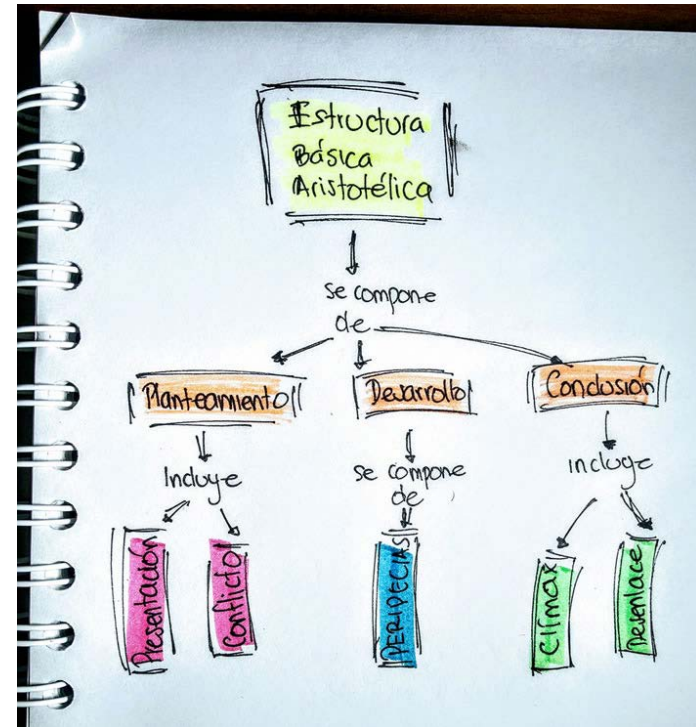 Estructura
Básica
Aristotélica
se compone
de
Planteamiento
Desarrollo
Conclusión
Incluye
se compone
de
incluye
Presentación
Conflicto
PERIPECIAS
Clímax
Desenlace